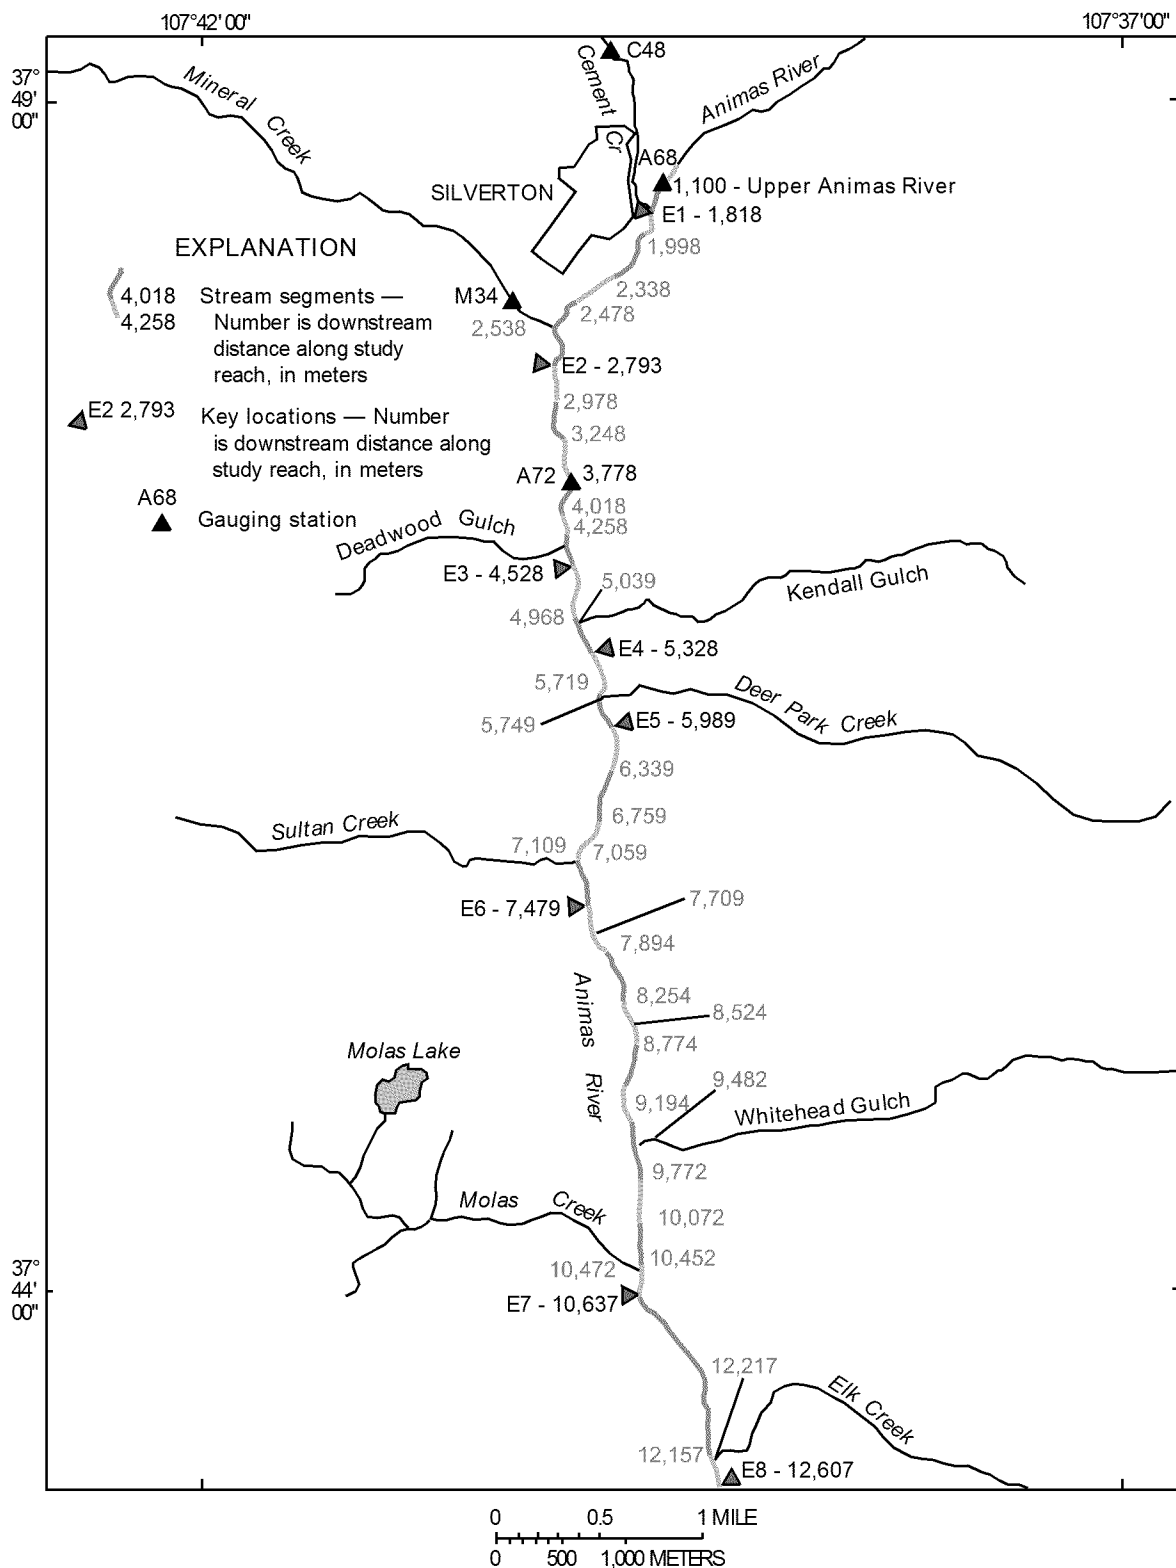 107°42' 00"
107°37' 00"
37°
49'
00"
C48
Cement Cr
Animas River
Mineral Creek
A68
1,100 - Upper Animas River
SILVERTON
E1 - 1,818
1,998
EXPLANATION
4,018
4,258
Stream segments —
Number is downstream
distance along study
reach, in meters
E2 2,793
Key locations — Number
is downstream distance along
study reach, in meters
A68
Gauging station
2,338
M34
2,478
2,538
E2 - 2,793
2,978
3,248
A72
3,778
4,018
4,258
Deadwood Gulch
E3 - 4,528
5,039
Kendall Gulch
4,968
E4 - 5,328
5,719
Deer Park Creek
5,749
E5 - 5,989
6,339
6,759
Sultan Creek
7,109
7,059
E6 - 7,479
7,709
7,894
Animas River
8,254
8,524
8,774
Molas Lake
9,482
9,194
Whitehead Gulch
9,772
Molas Creek
10,072
10,452
10,472
37°
44'
00"
E7 - 10,637
12,217
Elk Creek
12,157
E8 - 12,607
0 0.5 1 MILE
0 500 1,000 METERS